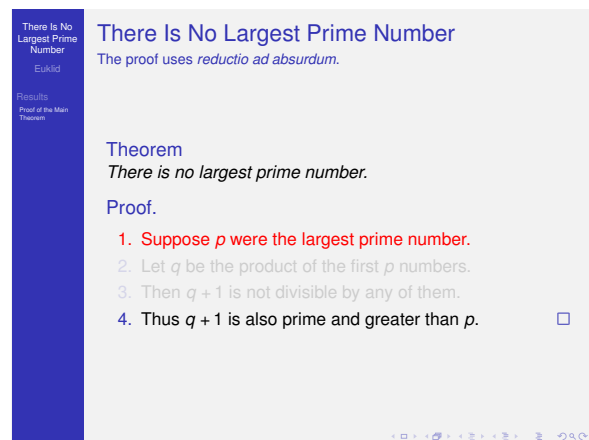 There Is No
Largest Prime
Number
Euklid
Results
Proof of the Main
Theorem
There Is No Largest Prime Number
The proof uses reductio ad absurdum.
Theorem
There is no largest prime number.
Proof.
1. Suppose p were the largest prime number.
2. Let q be the product of the first p numbers.
3. Then q + 1 is not divisible by any of them.
4. Thus q + 1 is also prime and greater than p. □